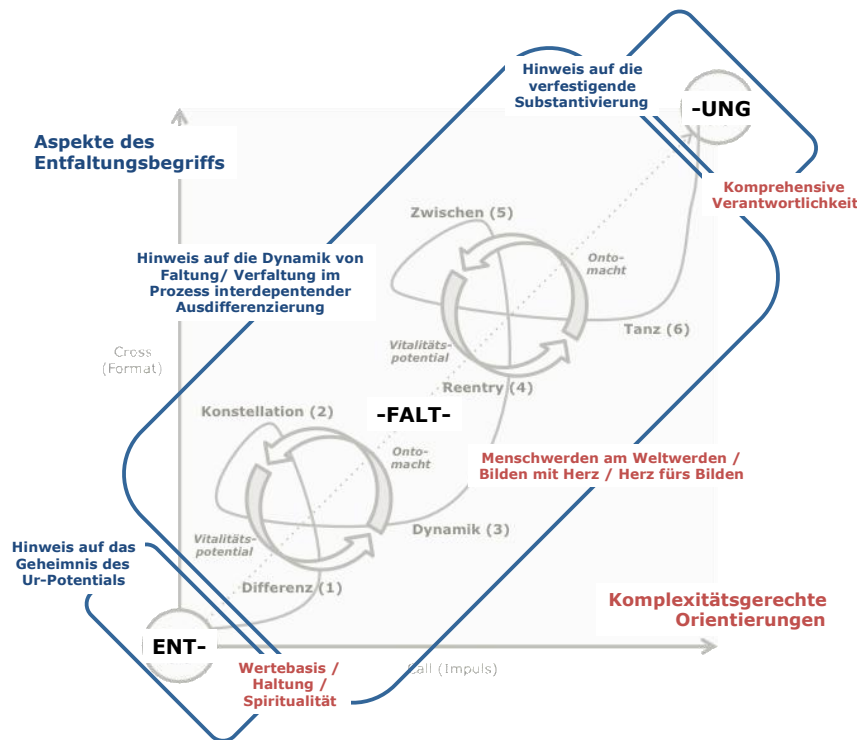 Hinweis auf die
verfestigende
Substantivierung
-UNG
Aspekte des
Entfaltungsbegriffs
Komprehensive
Verantwortlichkeit
Zwischen (5)
Hinweis auf die Dynamik von
Faltung/ Verfaltung im
Prozess interdepentender
Ausdifferenzierung
Onto-
macht
Tanz (6)
Cross
(Format)
Vitalitäts-
potential
Reentry (4)
-FALT-
Konstellation (2)
Onto-
macht
Menschwerden am Weltwerden /
Bilden mit Herz / Herz fürs Bilden
Vitalitäts-
potential
Dynamik (3)
Hinweis auf das
Geheimnis des
Ur-Potentials
Differenz (1)
Komplexitätsgerechte
Orientierungen
ENT-
Wertebasis /
Haltung /
Spiritualität
Call (Impuls)